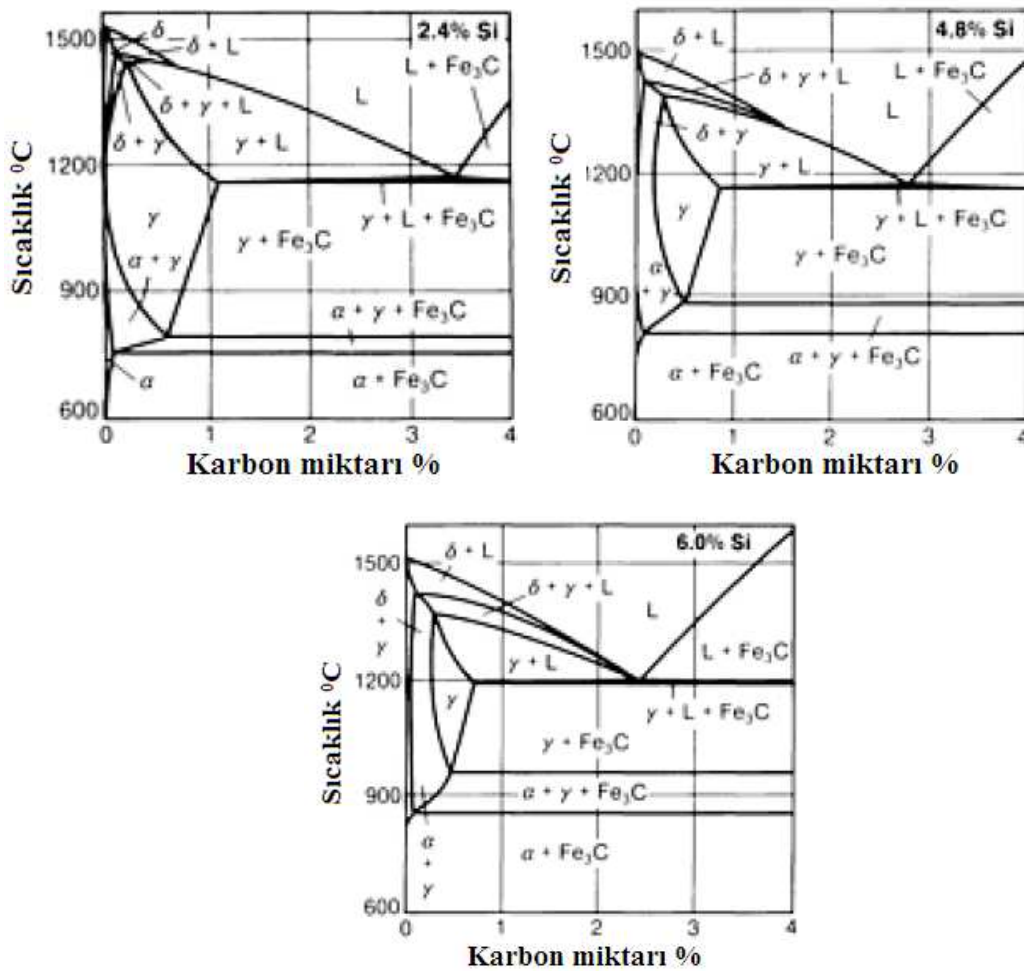 2.4% Si
1500
δ
δ + L
L + Fe₃C
L
δ + γ + L
δ + γ
γ + L
1200
γ
γ + L + Fe₃C
γ + Fe₃C
α + γ
900
α + γ + Fe₃C
α
α + Fe₃C
600
0 1 2 3 4
Sıcaklık ⁰C
Karbon miktarı %
4.8% Si
1500
δ + L
L + Fe₃C
δ + γ + L
L
δ + γ
γ + L
1200
γ
γ + L + Fe₃C
γ + Fe₃C
α
+ γ
900
α + γ + Fe₃C
α + Fe₃C
600
0 1 2 3 4
Sıcaklık ⁰C
Karbon miktarı %
6.0% Si
1500
δ + L
δ + γ + L
δ
+
γ
L
L + Fe₃C
γ + L
1200
γ
γ + L + Fe₃C
γ + Fe₃C
900
α + γ + Fe₃C
α
+
γ
α + Fe₃C
600
0 1 2 3 4
Sıcaklık ⁰C
Karbon miktarı %